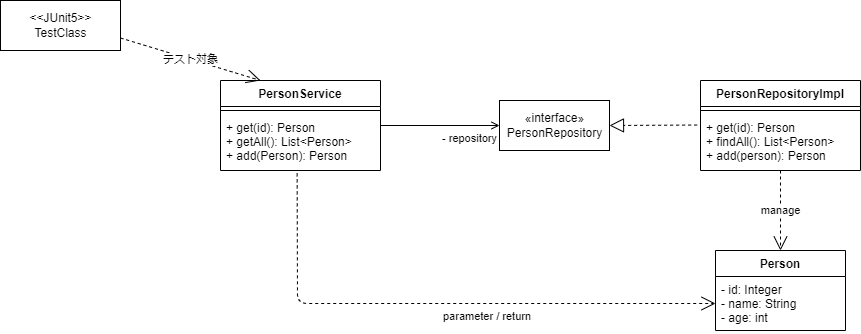 <<JUnit5>>
TestClass
テスト対象
PersonService
+ get(id): Person
+ getAll(): List<Person>
+ add(Person): Person
- repository
«interface»
PersonRepository
PersonRepositoryImpl
+ get(id): Person
+ findAll(): List<Person>
+ add(person): Person
manage
Person
- id: Integer
- name: String
- age: int
parameter / return